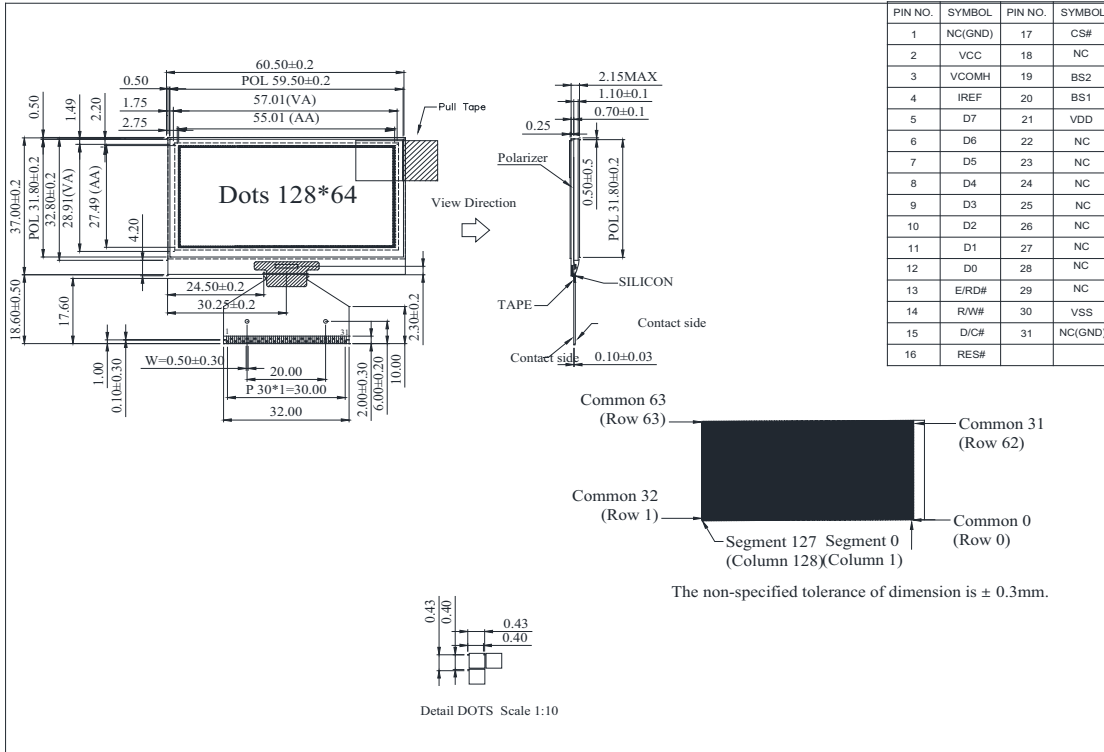 PIN NO. SYMBOL PIN NO. SYMBOL
1 NC(GND) 17 CS#
2 VCC 18 NC
3 VCOMH 19 BS2
4 IREF 20 BS1
5 D7 21 VDD
6 D6 22 NC
7 D5 23 NC
8 D4 24 NC
9 D3 25 NC
10 D2 26 NC
11 D1 27 NC
12 D0 28 NC
13 E/RD# 29 NC
14 R/W# 30 VSS
15 D/C# 31 NC(GND)
16 RES#
60.50±0.2
0.50 POL 59.50±0.2
1.75 57.01(VA)
2.75 55.01 (AA)
Pull Tape
0.50
1.49
2.20
37.00±0.2
POL 31.80±0.2
32.80±0.2
28.91(VA)
27.49 (AA)
4.20
Dots 128*64
View Direction
18.60±0.50
17.60
24.50±0.2
30.25±0.2
2.30±0.2
1 31
1.00
0.10±0.30
W=0.50±0.30
20.00
P 30*1=30.00
32.00
2.00±0.30
6.00±0.20
10.00
2.15MAX
1.10±0.1
0.70±0.1
0.25
Polarizer
0.50±0.5
POL 31.80±0.2
SILICON
TAPE
Contact side
Contact side
0.10±0.03
Common 63
(Row 63)
Common 31
(Row 62)
Common 32
(Row 1)
Common 0
(Row 0)
Segment 127 Segment 0
(Column 128)(Column 1)
The non-specified tolerance of dimension is ± 0.3mm.
0.43
0.40
0.43
0.40
Detail DOTS Scale 1:10